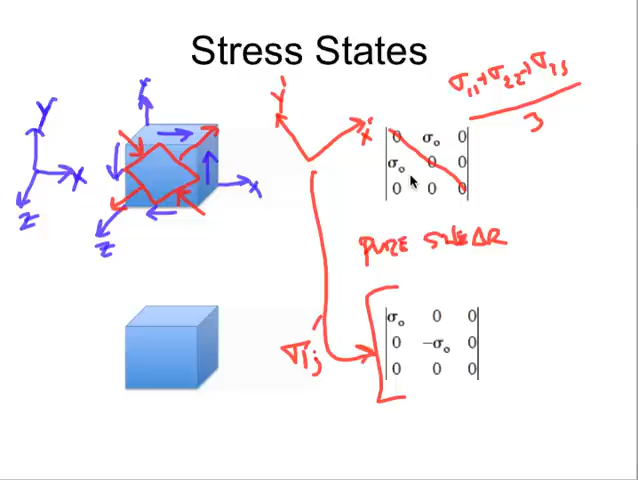 Stress States
σ11+σ22+σ33
3
Y
X
Z
Y
X
Z
Y'
X'
0 σo 0
σo 0 0
0 0 0
PURE SHEAR
σ'ij
σo 0 0
0 −σo 0
0 0 0